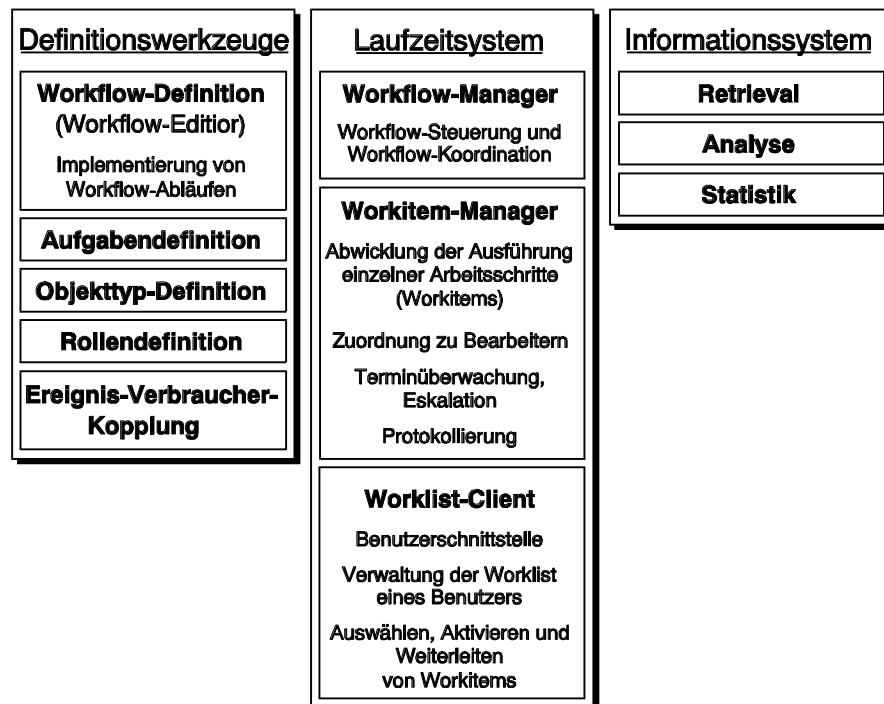 Definitionswerkzeuge
Workflow-Definition
(Workflow-Editior)
Implementierung von
Workflow-Abläufen
Aufgabendefinition
Objekttyp-Definition
Rollendefinition
Ereignis-Verbraucher-
Kopplung
Laufzeitsystem
Workflow-Manager
Workflow-Steuerung und
Workflow-Koordination
Workitem-Manager
Abwicklung der Ausführung
einzelner Arbeitsschritte
(Workitems)
Zuordnung zu Bearbeitern
Terminüberwachung,
Eskalation
Protokollierung
Worklist-Client
Benutzerschnittstelle
Verwaltung der Worklist
eines Benutzers
Auswählen, Aktivieren und
Weiterleiten
von Workitems
Informationssystem
Retrieval
Analyse
Statistik